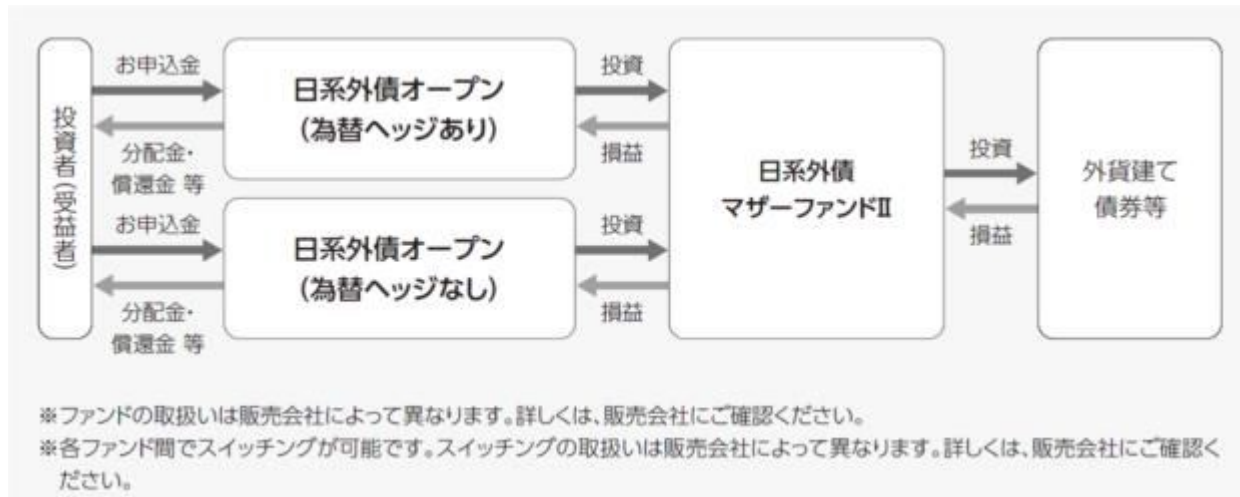 投資者(受益者)
お申込金
分配金・
償還金 等
お申込金
分配金・
償還金 等
日系外債オープン
(為替ヘッジあり)
日系外債オープン
(為替ヘッジなし)
投資
損益
投資
損益
日系外債
マザーファンドⅡ
投資
損益
外貨建て
債券等
※ファンドの取扱いは販売会社によって異なります。詳しくは、販売会社にご確認ください。
※各ファンド間でスイッチングが可能です。スイッチングの取扱いは販売会社によって異なります。詳しくは、販売会社にご確認く
ださい。